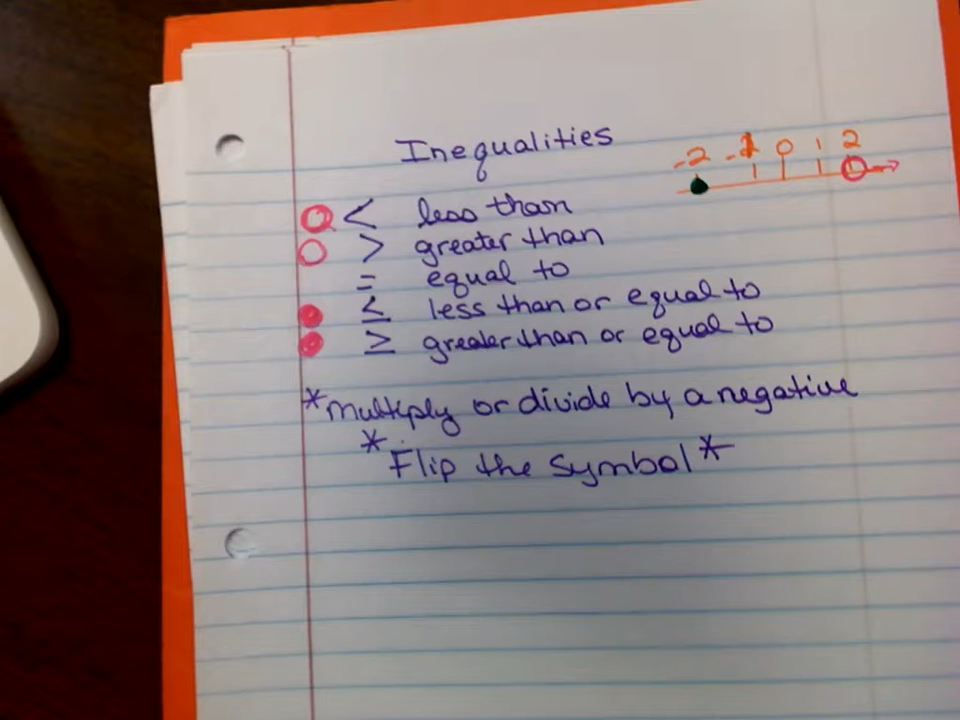 Inequalities
-2 -1 0 1 2
< less than
> greater than
= equal to
≤ less than or equal to
≥ greater than or equal to
*Multiply or divide by a negative
*Flip the symbol*